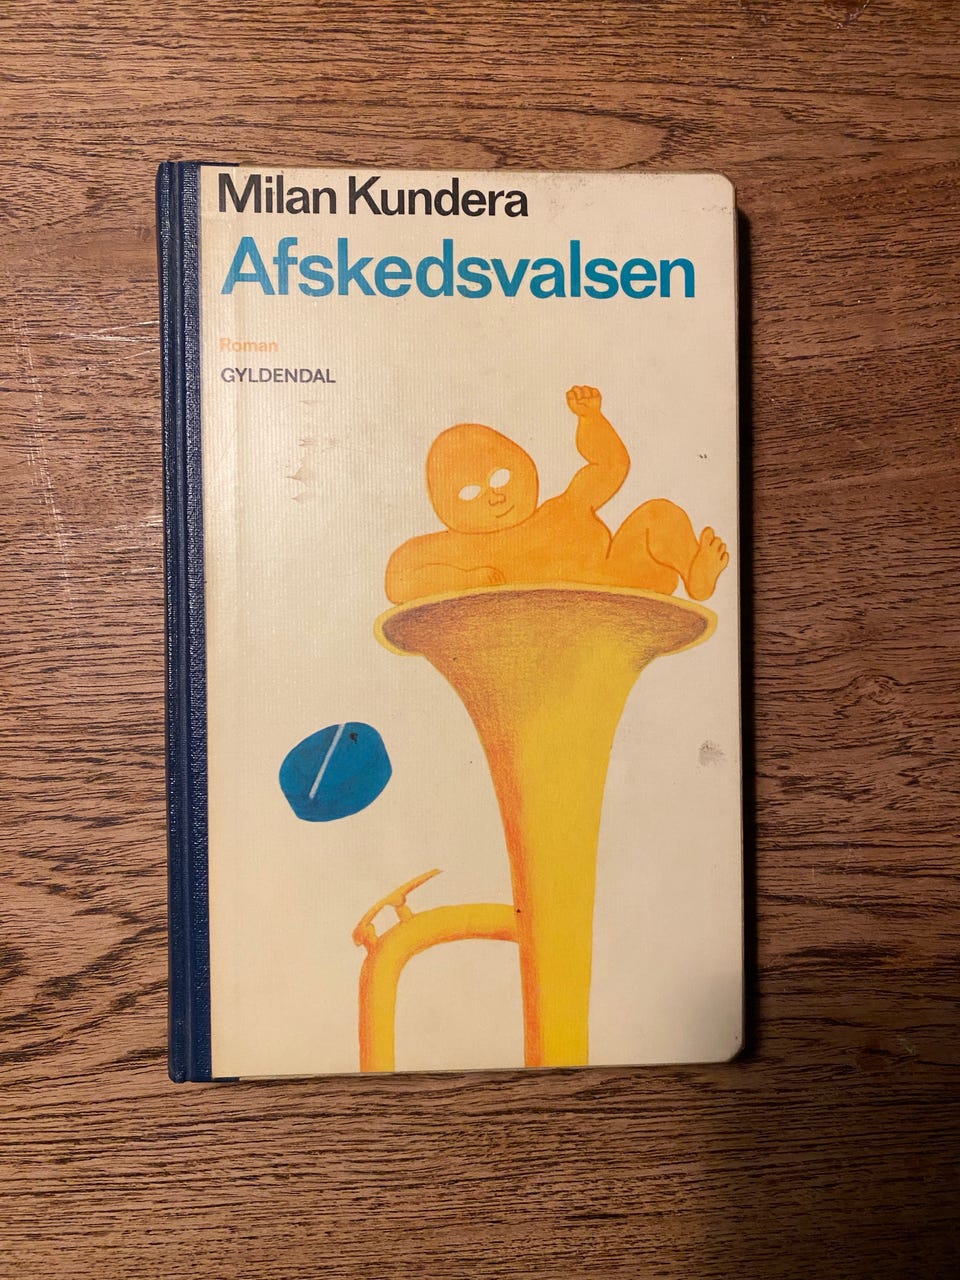 Milan Kundera
Afskedsvalsen
Roman
GYLDENDAL